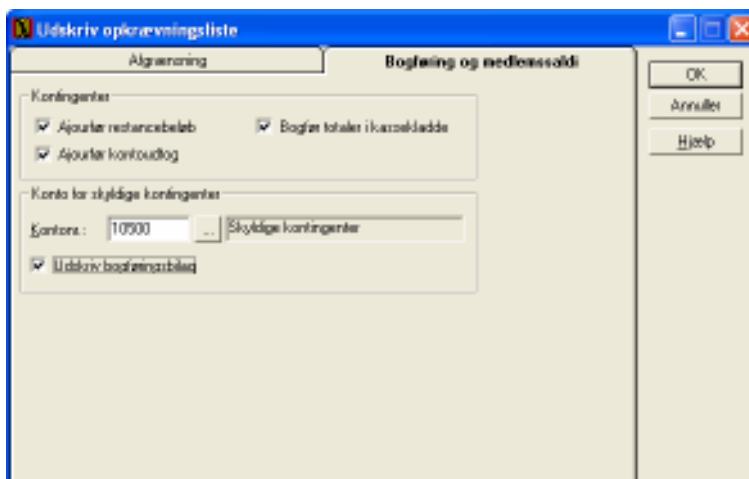 Udskriv opkrævningsliste
Afgrænsning
Bogføring og medlemssaldi
OK
Annuller
Hjælp
Kontingenter
Ajourfør restancebeløb
Bogfør totaler i kassekladde
Ajourfør kontoudtog
Konto for skyldige kontingenter
Kontonr.:
10500
...
Skyldige kontingenter
Udskriv bogføringsbilag